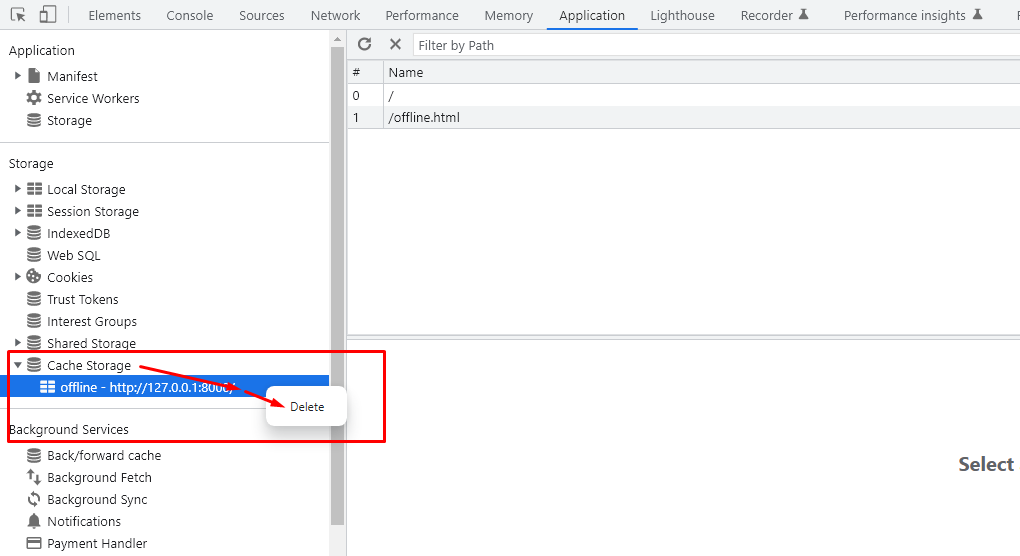 Elements Console Sources Network Performance Memory Application Lighthouse Recorder Performance insights
Application
Manifest
Service Workers
Storage
Storage
Local Storage
Session Storage
IndexedDB
Web SQL
Cookies
Trust Tokens
Interest Groups
Shared Storage
Cache Storage
offline - http://127.0.0.1:8000/
Delete
Background Services
Back/forward cache
Background Fetch
Background Sync
Notifications
Payment Handler
Filter by Path
# Name
0 /
1 /offline.html
Select